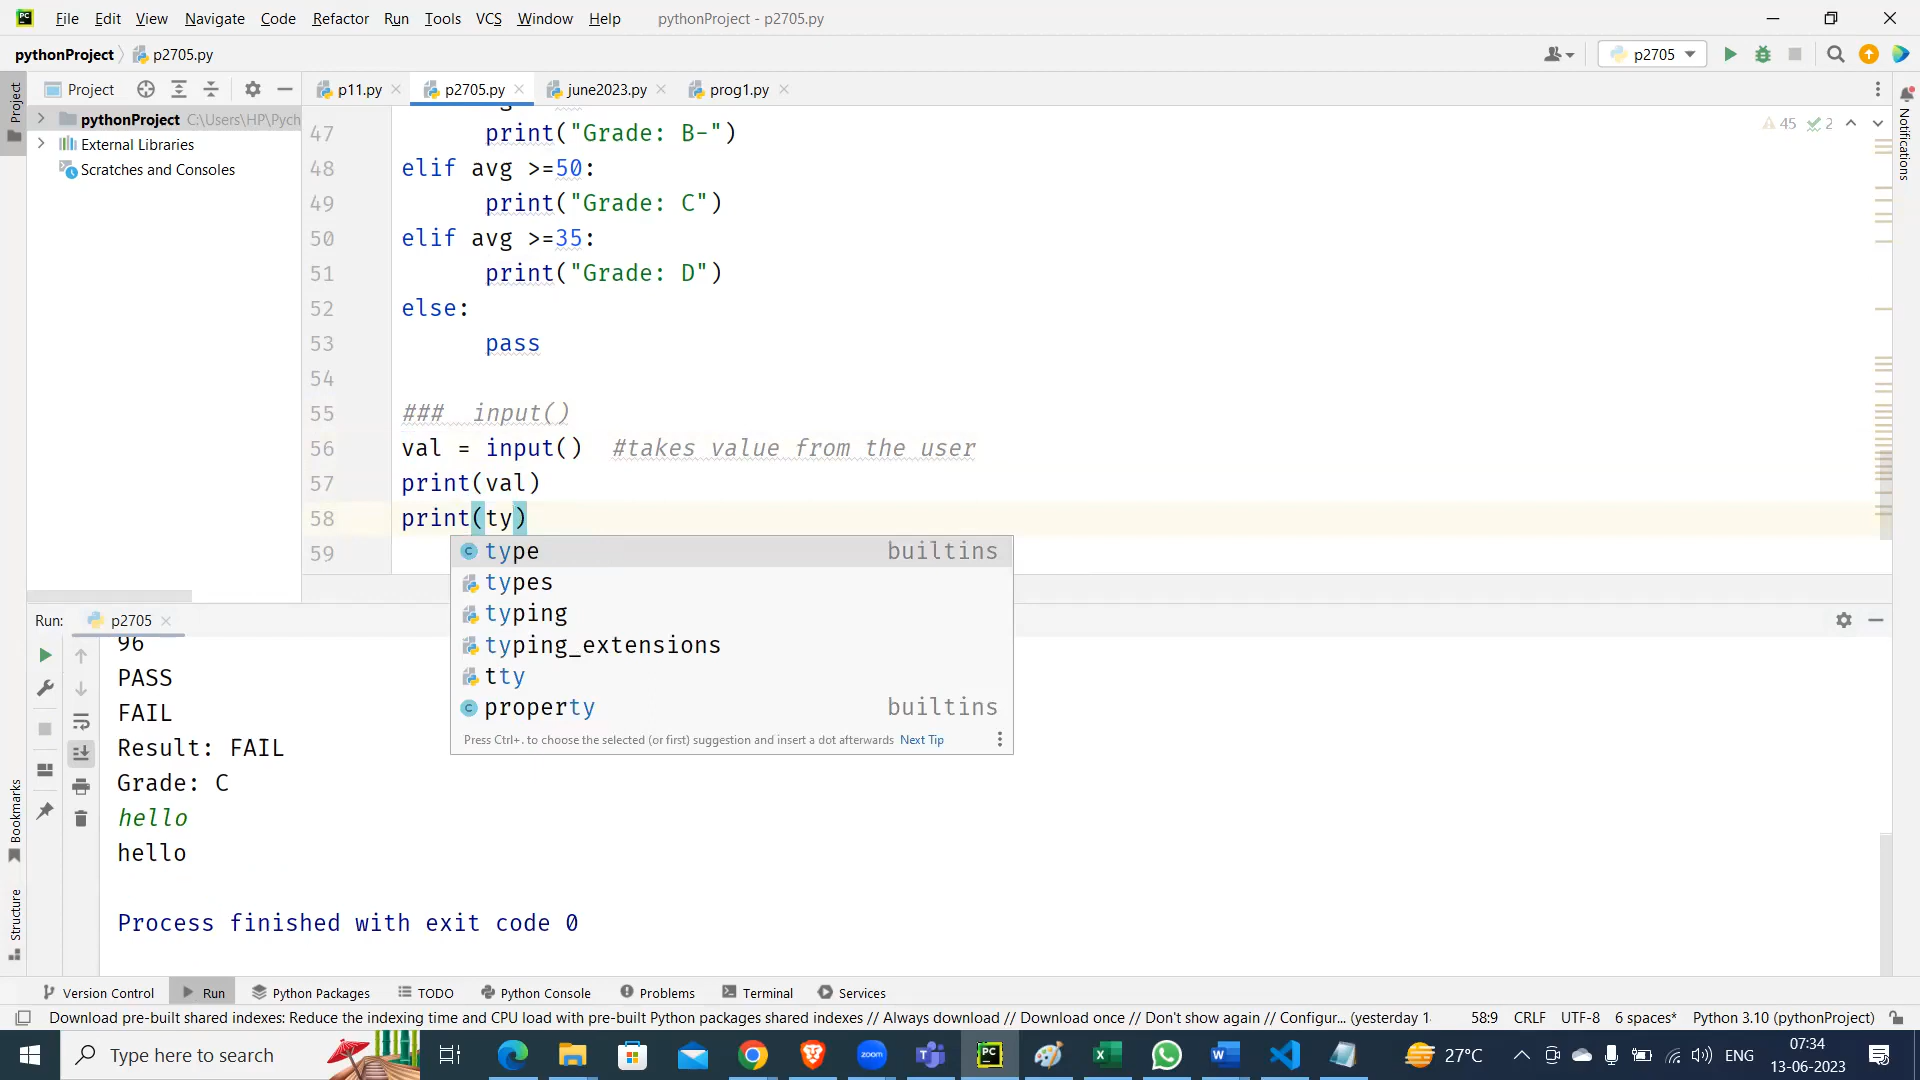 File Edit View Navigate Code Refactor Run Tools VCS Window Help pythonProject - p2705.py
pythonProject p2705.py p2705
Project p11.py p2705.py june2023.py prog1.py
Project
pythonProject C:\Users\HP\Pych
External Libraries
Scratches and Consoles
Notifications
45 2
47 print("Grade: B-")
48 elif avg >=50:
49 print("Grade: C")
50 elif avg >=35:
51 print("Grade: D")
52 else:
53 pass
54
55 ### input()
56 val = input() #takes value from the user
57 print(val)
58 print(ty)
59
type builtins
types
typing
typing_extensions
tty
property builtins
Press Ctrl+. to choose the selected (or first) suggestion and insert a dot afterwards Next Tip
Run: p2705
96
PASS
FAIL
Result: FAIL
Grade: C
hello
hello
Process finished with exit code 0
Bookmarks
Structure
Version Control Run Python Packages TODO Python Console Problems Terminal Services
Download pre-built shared indexes: Reduce the indexing time and CPU load with pre-built Python packages shared indexes // Always download // Download once // Don't show again // Configur... (yesterday 1 58:9 CRLF UTF-8 6 spaces* Python 3.10 (pythonProject)
Type here to search zoom 27°C ENG 07:34
13-06-2023